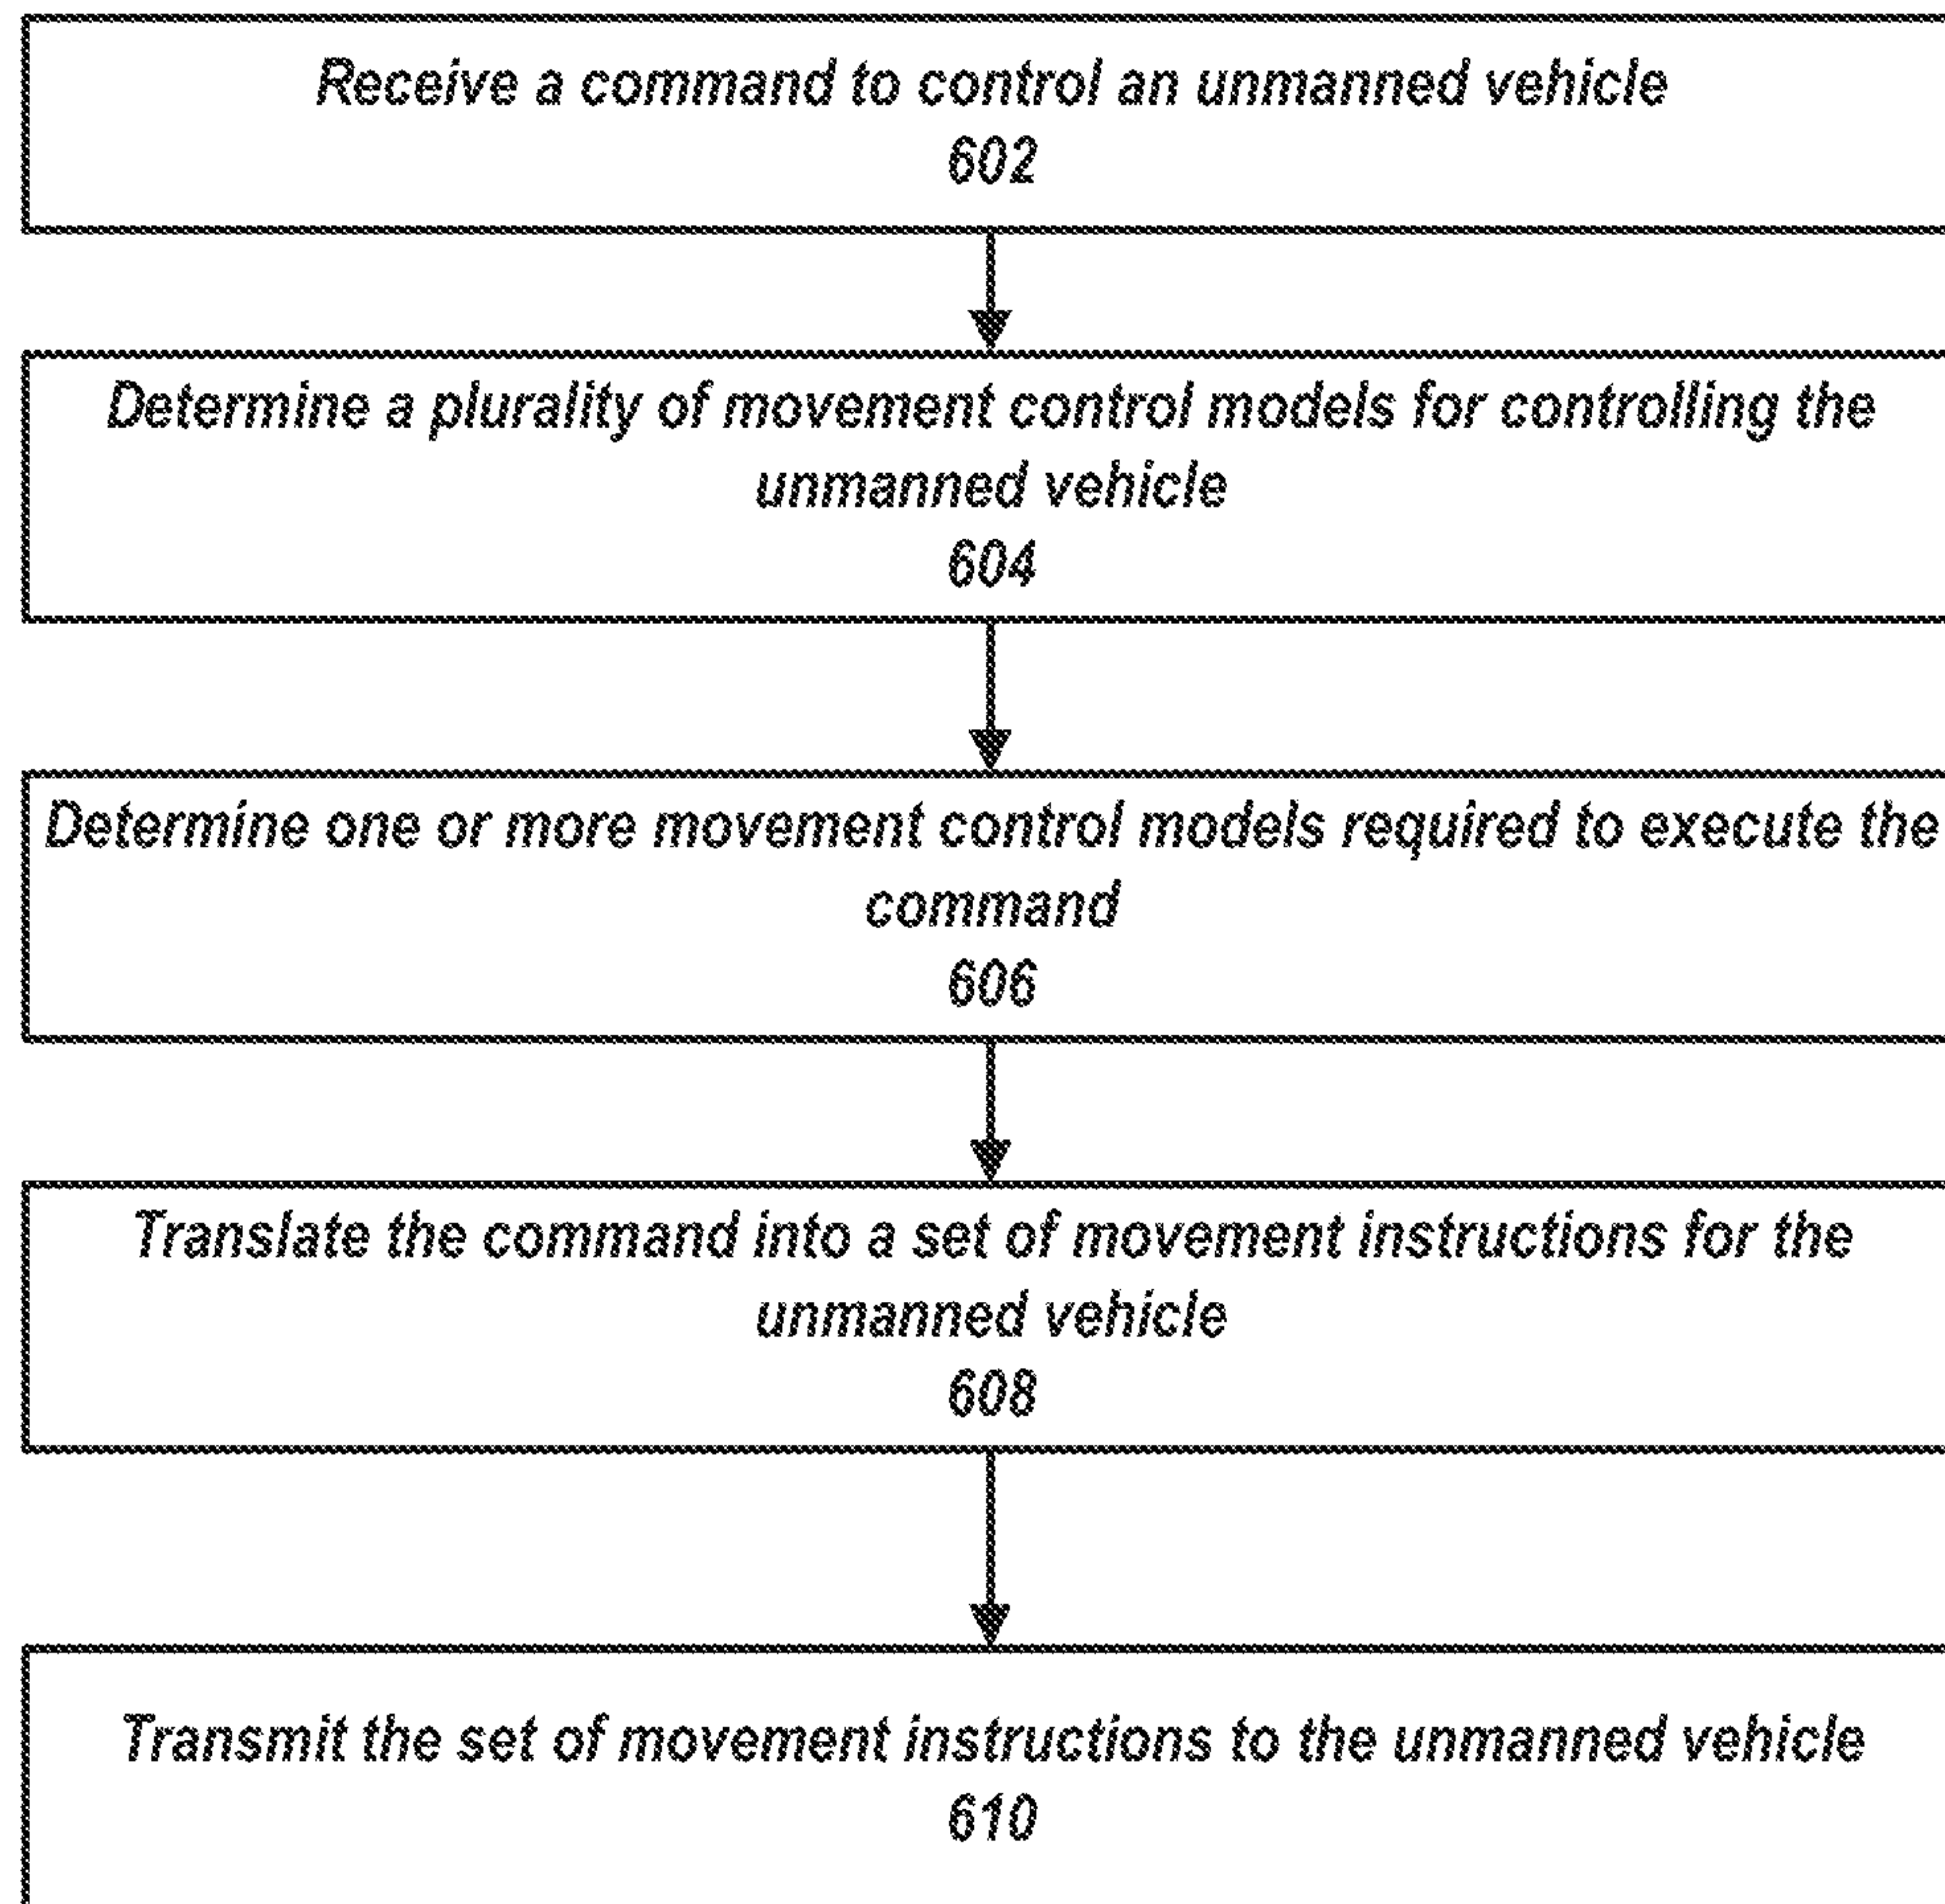 Receive a command to control an unmanned vehicle
602
Determine a plurality of movement control models for controlling the
unmanned vehicle
604
Determine one or more movement control models required to execute the
command
606
Translate the command into a set of movement instructions for the
unmanned vehicle
608
Transmit the set of movement instructions to the unmanned vehicle
610